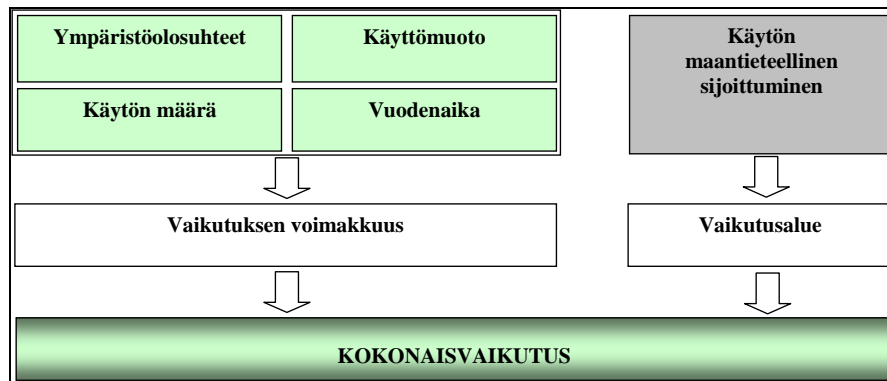 Ympäristöolosuhteet
Käyttömuoto
Käytön
maantieteellinen
sijoittuminen
Käytön määrä
Vuodenaika
Vaikutuksen voimakkuus
Vaikutusalue
KOKONAISVAIKUTUS